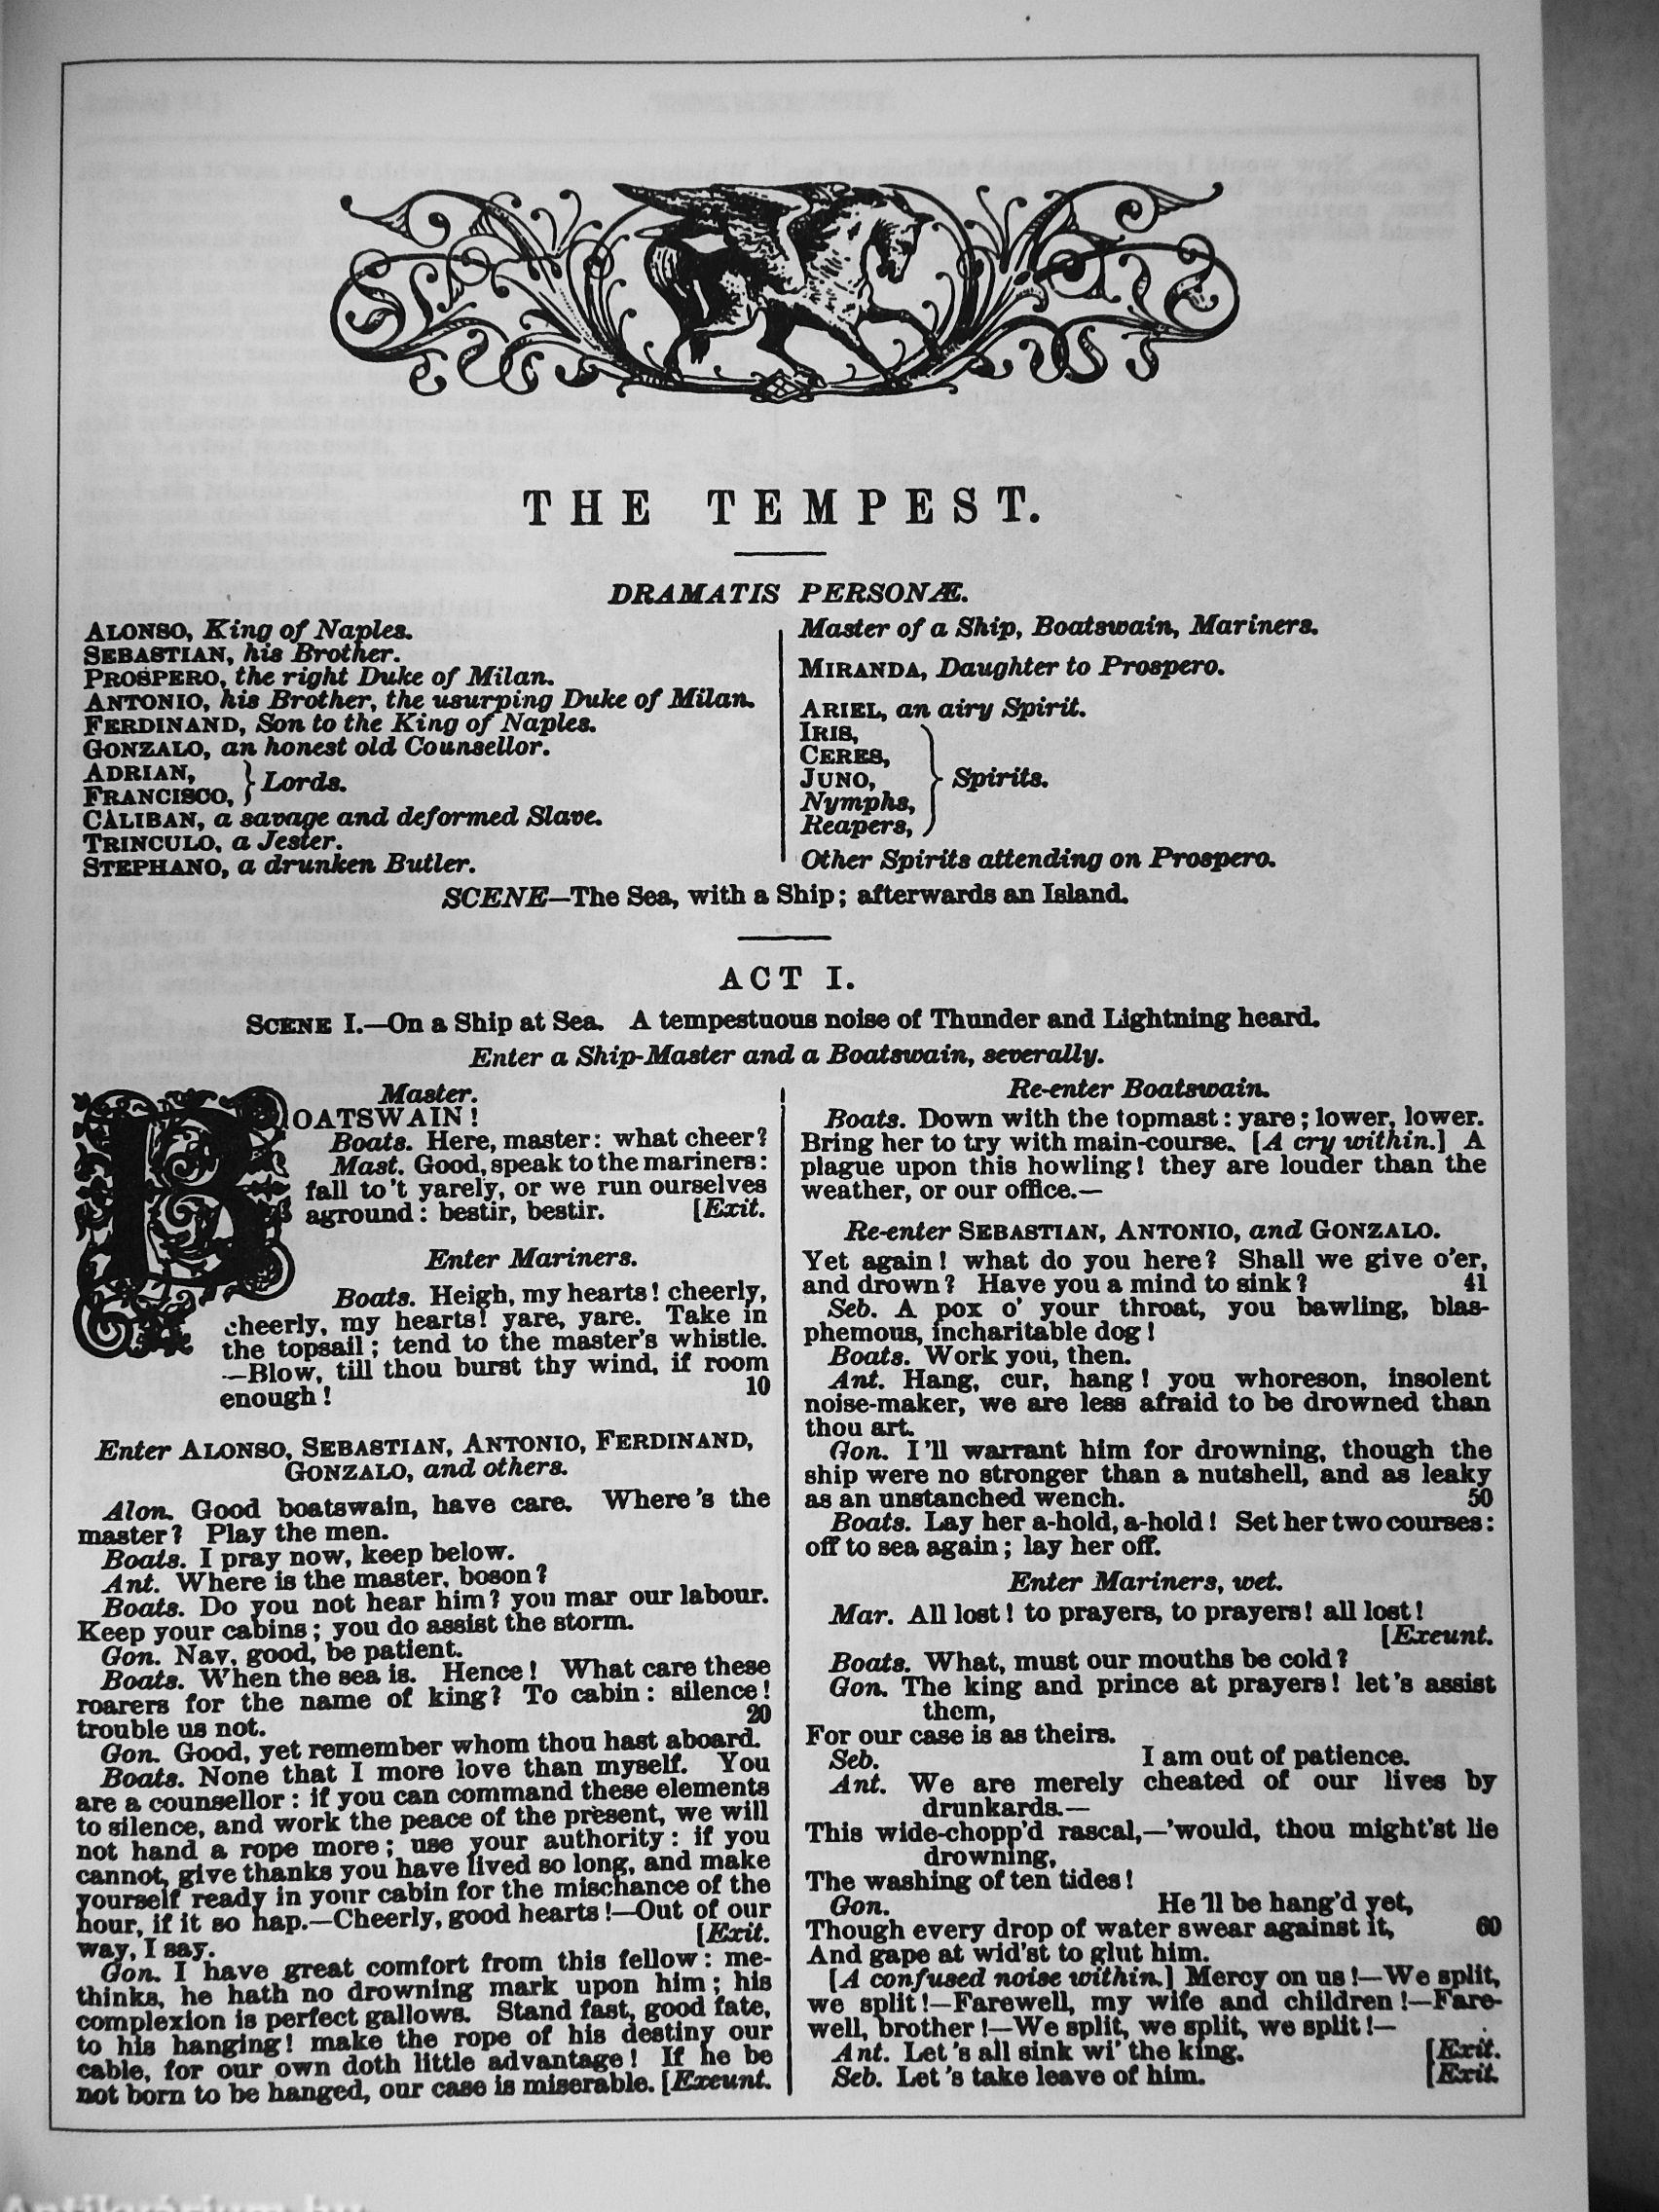 THE TEMPEST.
DRAMATIS PERSONÆ.
ALONSO, King of Naples.
SEBASTIAN, his Brother.
PROSPERO, the right Duke of Milan.
ANTONIO, his Brother, the usurping Duke of Milan.
FERDINAND, Son to the King of Naples.
GONZALO, an honest old Counsellor.
ADRIAN,
FRANCISCO, } Lords.
CALIBAN, a savage and deformed Slave.
TRINCULO, a Jester.
STEPHANO, a drunken Butler.
Master of a Ship, Boatswain, Mariners.
MIRANDA, Daughter to Prospero.
ARIEL, an airy Spirit.
IRIS,
CERES,
JUNO, } Spirits.
Nymphs,
Reapers,
Other Spirits attending on Prospero.
SCENE—The Sea, with a Ship; afterwards an Island.
ACT I.
SCENE I.—On a Ship at Sea. A tempestuous noise of Thunder and Lightning heard.
Enter a Ship-Master and a Boatswain, severally.
Master.
BOATSWAIN!
Boats. Here, master: what cheer?
Mast. Good, speak to the mariners:
fall to't yarely, or we run ourselves
aground: bestir, bestir. [Exit.
Enter Mariners.
Boats. Heigh, my hearts! cheerly,
cheerly, my hearts! yare, yare. Take in
the topsail; tend to the master's whistle.
—Blow, till thou burst thy wind, if room
enough! 10
Enter ALONSO, SEBASTIAN, ANTONIO, FERDINAND,
GONZALO, and others.
Alon. Good boatswain, have care. Where's the
master? Play the men.
Boats. I pray now, keep below.
Ant. Where is the master, boson?
Boats. Do you not hear him? you mar our labour.
Keep your cabins; you do assist the storm.
Gon. Nay, good, be patient.
Boats. When the sea is. Hence! What care these
roarers for the name of king? To cabin: silence!
trouble us not. 20
Gon. Good, yet remember whom thou hast aboard.
Boats. None that I more love than myself. You
are a counsellor: if you can command these elements
to silence, and work the peace of the present, we will
not hand a rope more; use your authority: if you
cannot, give thanks you have lived so long, and make
yourself ready in your cabin for the mischance of the
hour, if it so hap.—Cheerly, good hearts!—Out of our
way, I say. [Exit.
Gon. I have great comfort from this fellow: me-
thinks, he hath no drowning mark upon him; his
complexion is perfect gallows. Stand fast, good fate,
to his hanging! make the rope of his destiny our
cable, for our own doth little advantage! If he be
not born to be hanged, our case is miserable. [Exeunt.
Re-enter Boatswain.
Boats. Down with the topmast: yare; lower, lower.
Bring her to try with main-course. [A cry within.] A
plague upon this howling! they are louder than the
weather, or our office.—
Re-enter SEBASTIAN, ANTONIO, and GONZALO.
Yet again! what do you here? Shall we give o'er,
and drown? Have you a mind to sink? 41
Seb. A pox o' your throat, you bawling, blas-
phemous, incharitable dog!
Boats. Work you, then.
Ant. Hang, cur, hang! you whoreson, insolent
noise-maker, we are less afraid to be drowned than
thou art.
Gon. I'll warrant him for drowning, though the
ship were no stronger than a nutshell, and as leaky
as an unstanched wench. 50
Boats. Lay her a-hold, a-hold! Set her two courses:
off to sea again; lay her off.
Enter Mariners, wet.
Mar. All lost! to prayers, to prayers! all lost!
[Exeunt.
Boats. What, must our mouths be cold?
Gon. The king and prince at prayers! let's assist
them,
For our case is as theirs.
Seb. I am out of patience.
Ant. We are merely cheated of our lives by
drunkards.—
This wide-chopp'd rascal,—'would, thou might'st lie
drowning,
The washing of ten tides!
Gon. He'll be hang'd yet,
Though every drop of water swear against it, 60
And gape at wid'st to glut him.
[A confused noise within.] Mercy on us!—We split,
we split!—Farewell, my wife and children!—Fare-
well, brother!—We split, we split, we split!—
Ant. Let's all sink wi' the king. [Exit.
Seb. Let's take leave of him. [Exit.